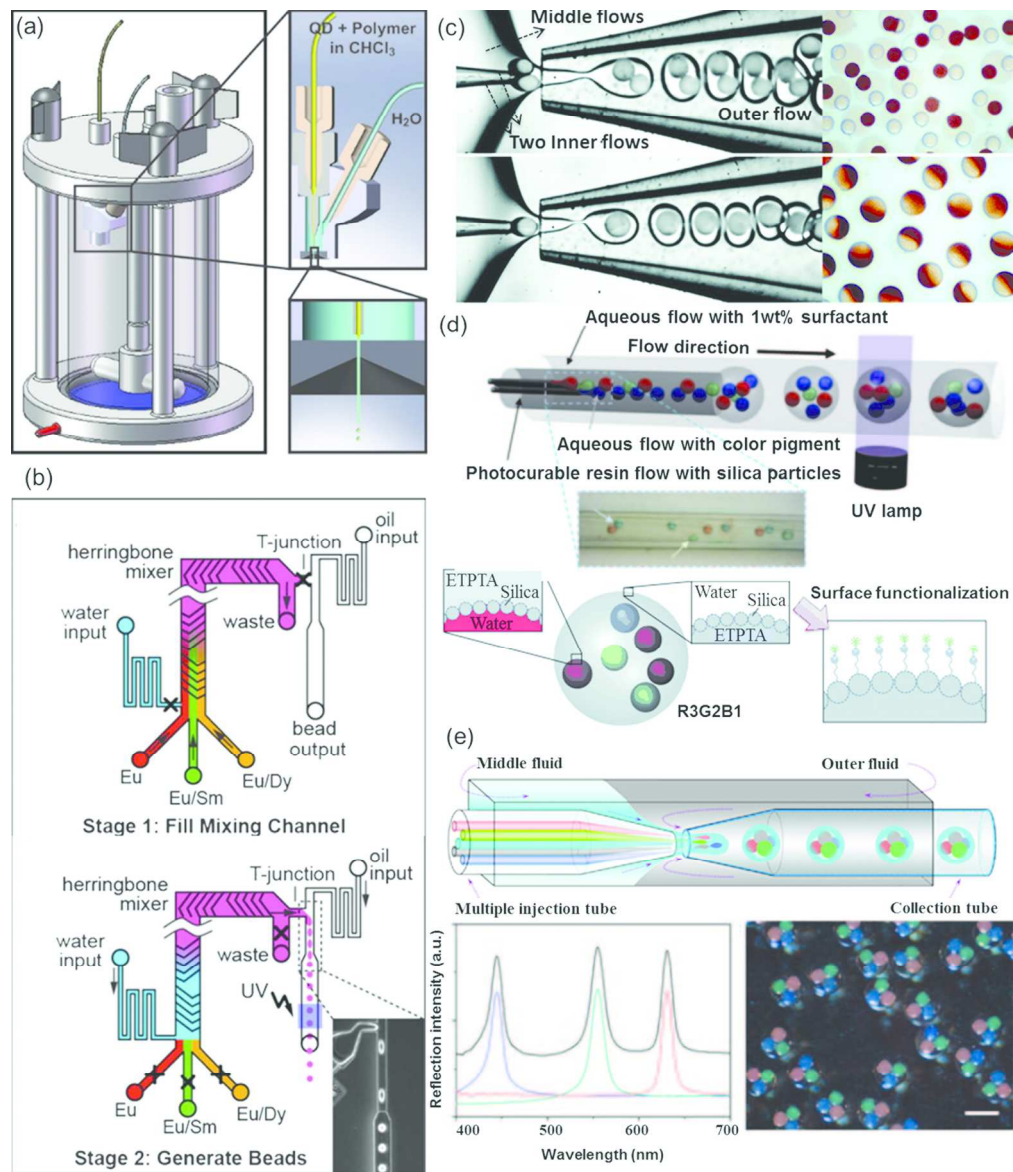 (a)
QD + Polymer
in CHCl3
H2O
(b)
oil
input
T-junction
herringbone
mixer
water
input
waste
bead
output
Eu
Eu/Sm
Eu/Dy
Stage 1: Fill Mixing Channel
oil
input
T-junction
herringbone
mixer
water
input
waste
UV
Eu
Eu/Sm
Eu/Dy
Stage 2: Generate Beads
(c)
Middle flows
Outer flow
Two Inner flows
(d)
Aqueous flow with 1wt% surfactant
Flow direction
Aqueous flow with color pigment
Photocurable resin flow with silica particles
UV lamp
ETPTA
Silica
Water
Water
Silica
ETPTA
Surface functionalization
R3G2B1
(e)
Middle fluid
Outer fluid
Multiple injection tube
Collection tube
Reflection intensity (a.u.)
400
500
600
700
Wavelength (nm)